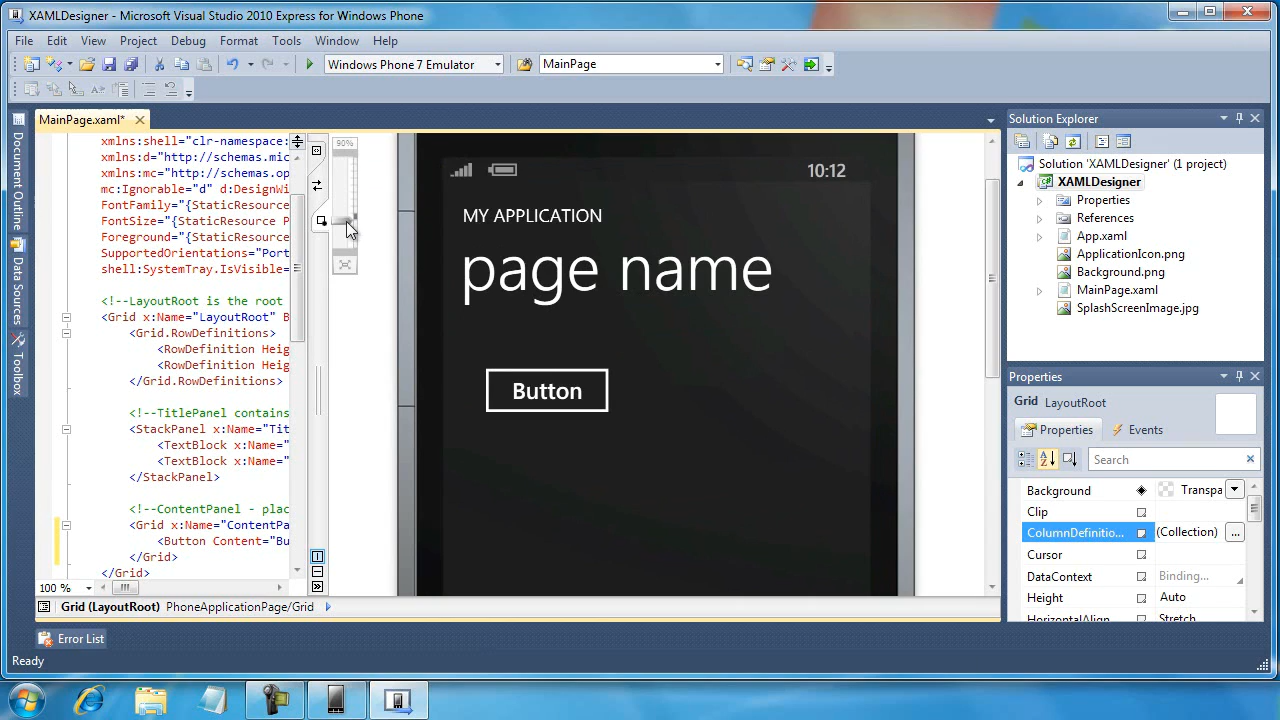 XAMLDesigner - Microsoft Visual Studio 2010 Express for Windows Phone
File Edit View Project Debug Format Tools Window Help
Windows Phone 7 Emulator
MainPage
Document Outline
Data Sources
Toolbox
MainPage.xaml*
xmlns:shell="clr-namespace:
xmlns:d="http://schemas.mic
xmlns:mc="http://schemas.op
mc:Ignorable="d" d:DesignWi
FontFamily="{StaticResource
FontSize="{StaticResource P
Foreground="{StaticResource
SupportedOrientations="Port
shell:SystemTray.IsVisible=
<!--LayoutRoot is the root
<Grid x:Name="LayoutRoot" B
<Grid.RowDefinitions>
<RowDefinition Heig
<RowDefinition Heig
</Grid.RowDefinitions>
<!--TitlePanel contains
<StackPanel x:Name="Tit
<TextBlock x:Name="
<TextBlock x:Name="
</StackPanel>
<!--ContentPanel - plac
<Grid x:Name="ContentPa
<Button Content="Bu
</Grid>
</Grid>
100 %
90%
10:12
MY APPLICATION
page name
Button
Grid (LayoutRoot) PhoneApplicationPage/Grid
Error List
Ready
Solution Explorer
Solution 'XAMLDesigner' (1 project)
XAMLDesigner
Properties
References
App.xaml
ApplicationIcon.png
Background.png
MainPage.xaml
SplashScreenImage.jpg
Properties
Grid LayoutRoot
Properties Events
Search
Background Transpa
Clip
ColumnDefinitio... (Collection) ...
Cursor
DataContext Binding...
Height Auto
HorizontalAlign Stretch